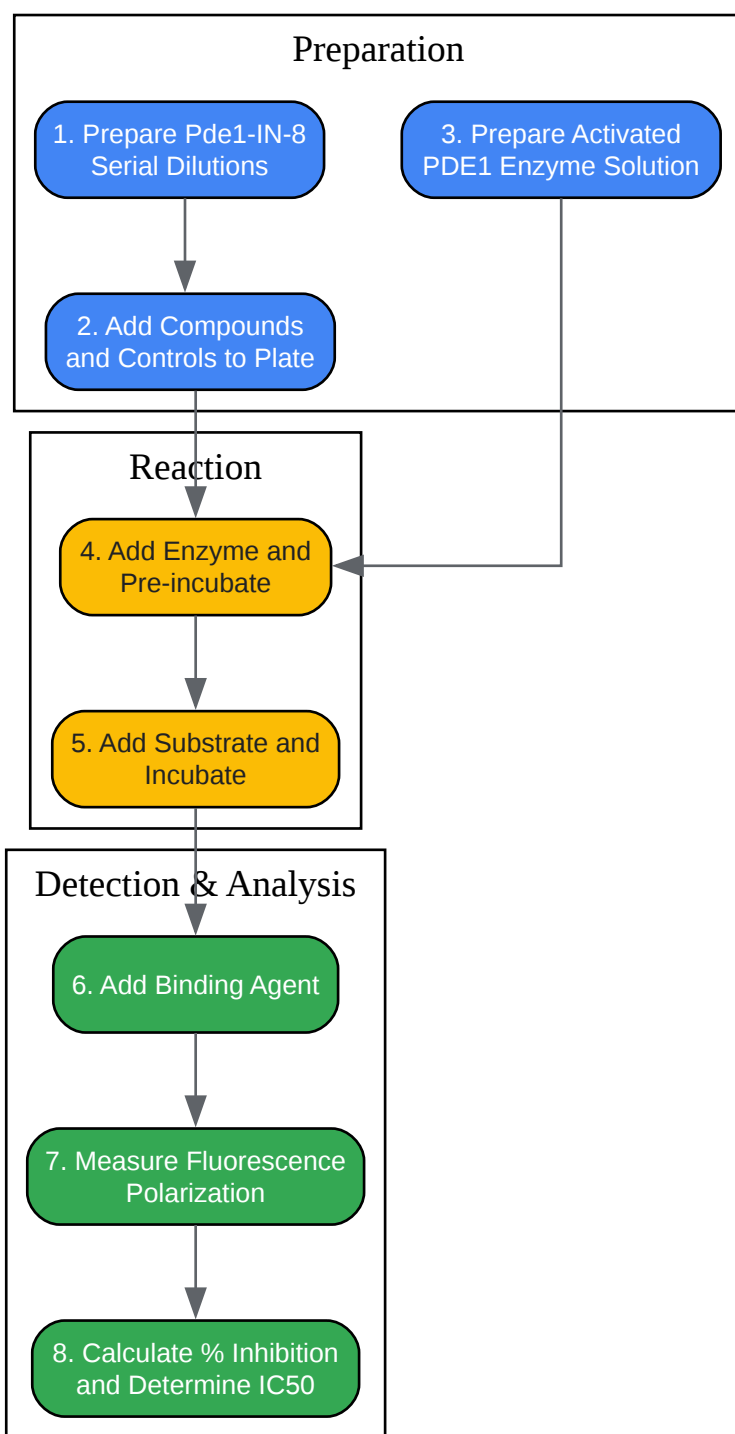 Preparation
1. Prepare Pde1-IN-8
Serial Dilutions
3. Prepare Activated
PDE1 Enzyme Solution
2. Add Compounds
and Controls to Plate
Reaction
4. Add Enzyme and
Pre-incubate
5. Add Substrate and
Incubate
Detection & Analysis
6. Add Binding Agent
7. Measure Fluorescence
Polarization
8. Calculate % Inhibition
and Determine IC50